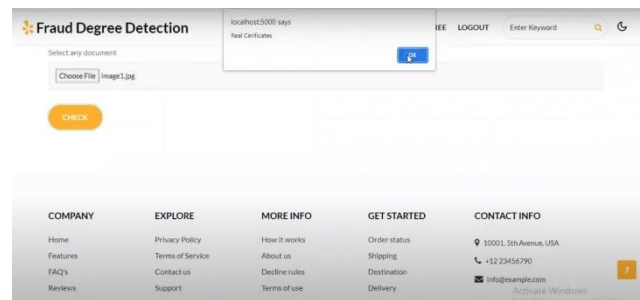 Fraud Degree Detection
localhost:5000 says
Real Cerificates
OK
REE LOGOUT Enter Keyword
Select any document
Choose File Image1.jpg
CHECK
COMPANY EXPLORE MORE INFO GET STARTED CONTACT INFO
Home Privacy Policy How it works Order status 10001, 5th Avenue, USA
Features Terms of Service About us Shipping +12 23456790
FAQ's Contact us Decline rules Destination info@example.com
Reviews Support Terms of use Delivery
Activate Windows